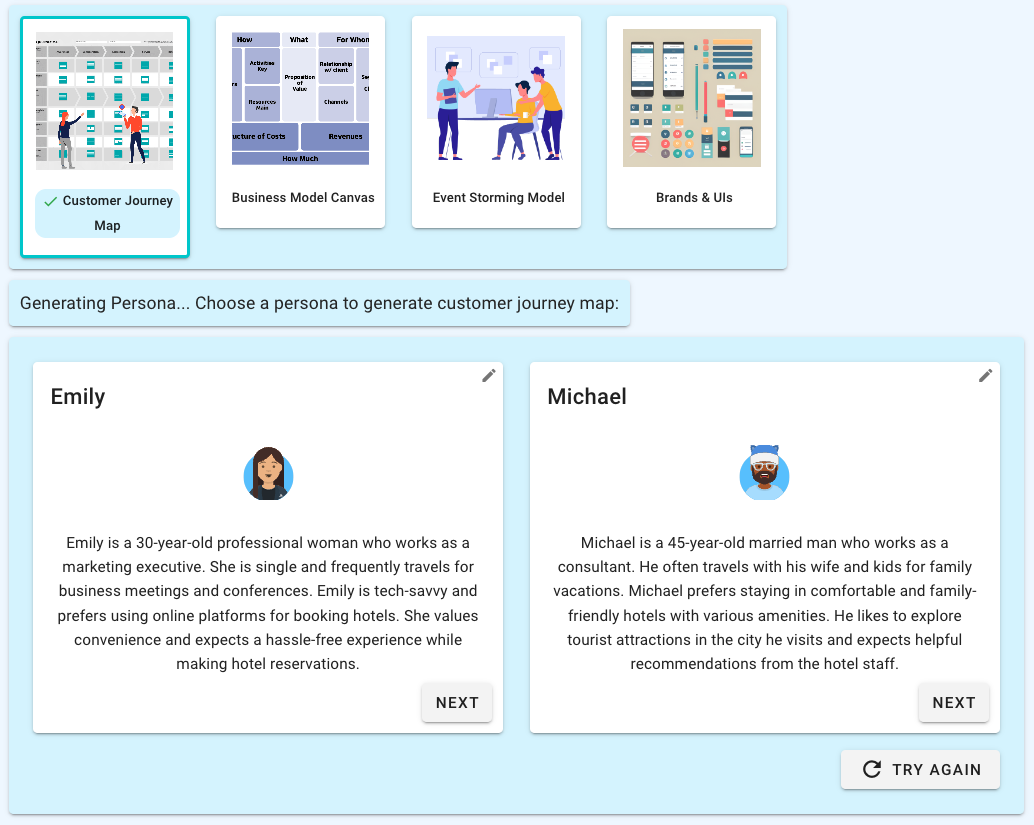 How What For Whom
Activities
Key
Proposition
of
Value
Relationship
w/ client
Resources
Main
Channels
ucture of Costs Revenues
How Much
Customer Journey
Map
Business Model Canvas
Event Storming Model
Brands & UIs
Generating Persona... Choose a persona to generate customer journey map:
Emily
Emily is a 30-year-old professional woman who works as a
marketing executive. She is single and frequently travels for
business meetings and conferences. Emily is tech-savvy and
prefers using online platforms for booking hotels. She values
convenience and expects a hassle-free experience while
making hotel reservations.
NEXT
Michael
Michael is a 45-year-old married man who works as a
consultant. He often travels with his wife and kids for family
vacations. Michael prefers staying in comfortable and family-
friendly hotels with various amenities. He likes to explore
tourist attractions in the city he visits and expects helpful
recommendations from the hotel staff.
NEXT
TRY AGAIN